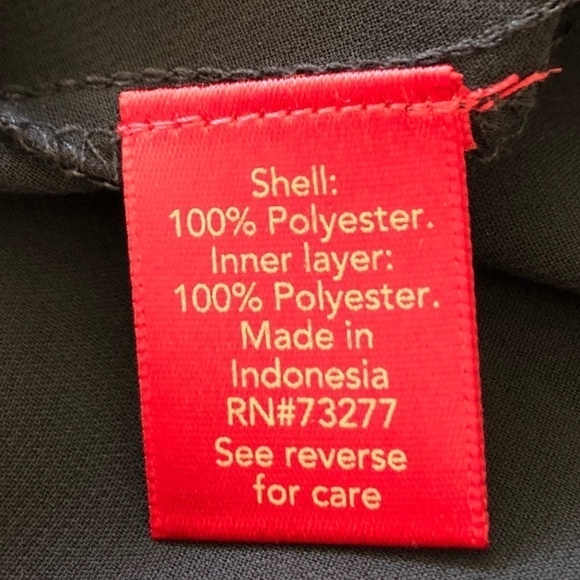 Shell:
100% Polyester.
Inner layer:
100% Polyester.
Made in
Indonesia
RN#73277
See reverse
for care